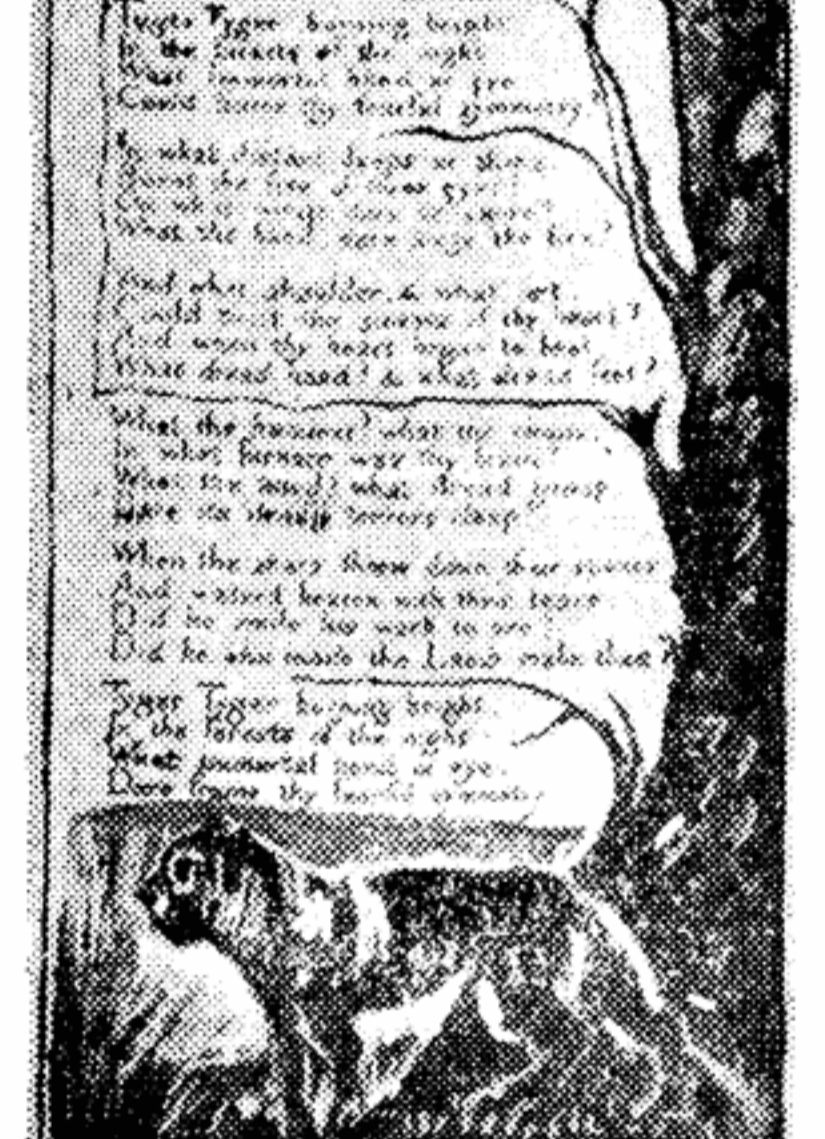 Tyger Tyger burning bright
In the forests of the night
What immortal hand or eye
Could frame thy fearful symmetry?
In what distant deeps or skies
Burnt the fire of thine eyes?
On what wings dare he aspire?
What the hand dare sieze the fire?
And what shoulder, & what art,
Could twist the sinews of thy heart?
And when thy heart began to beat,
What dread hand? & what dread feet?
What the hammer? what the chain,
In what furnace was thy brain?
What the anvil? what dread grasp
Dare its deadly terrors clasp?
When the stars threw down their spears
And water'd heaven with their tears:
Did he smile his work to see?
Did he who made the Lamb make thee?
Tyger Tyger burning bright,
In the forests of the night:
What immortal hand or eye,
Dare frame thy fearful symmetry?